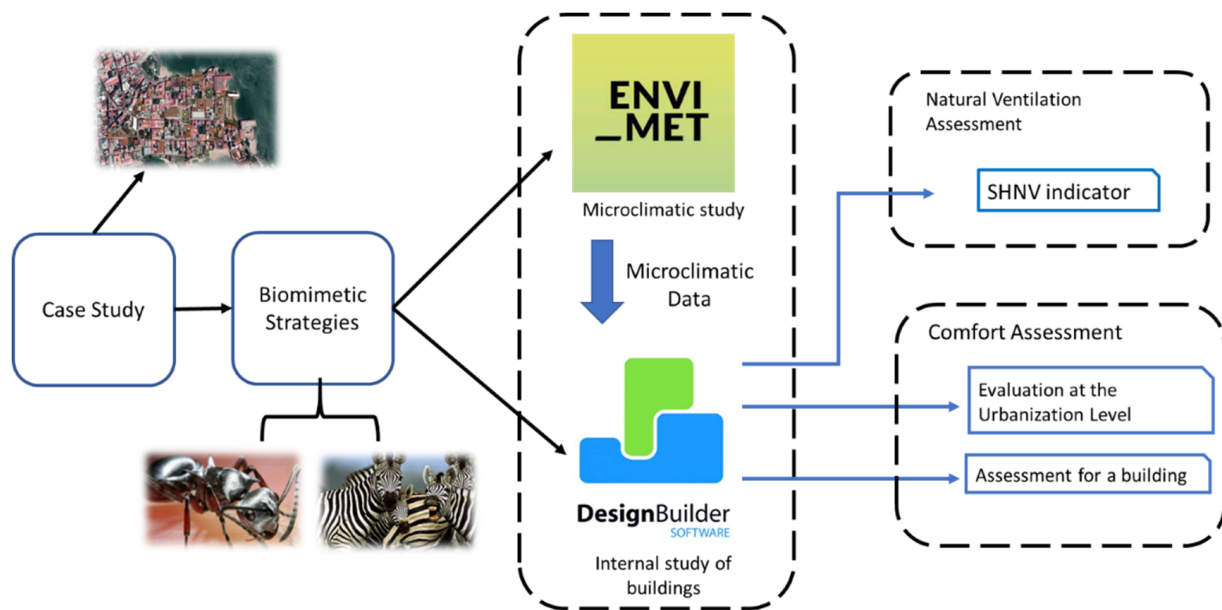 Case Study
Biomimetic
Strategies
ENVI
_MET
Microclimatic study
Microclimatic
Data
DesignBuilder
SOFTWARE
Internal study of
buildings
Natural Ventilation
Assessment
SHNV indicator
Comfort Assessment
Evaluation at the
Urbanization Level
Assessment for a building